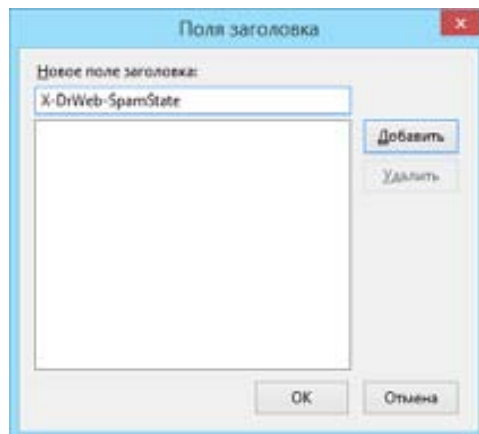 Поля заголовка
Новое поле заголовка:
X-DrWeb-SpamState
Добавить
Удалить
OK
Отмена